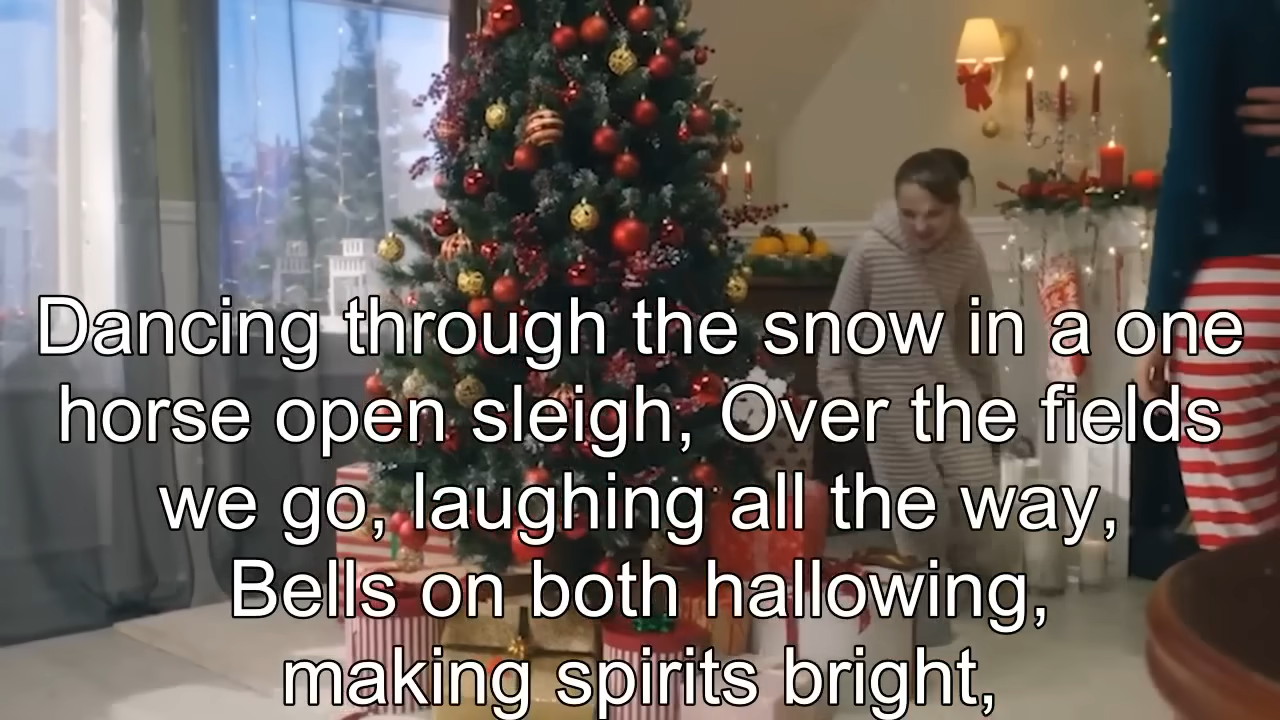 Dancing through the snow in a one
horse open sleigh, Over the fields
we go, laughing all the way,
Bells on both hallowing,
making spirits bright,